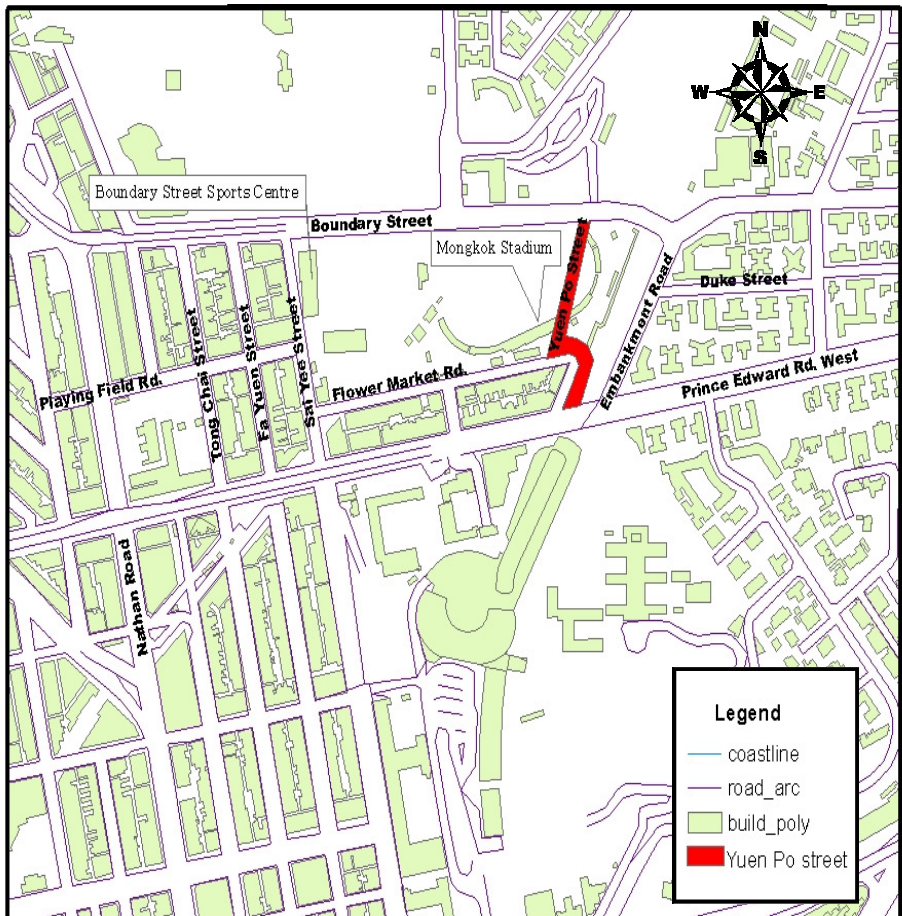 N
W E
S
Boundary Street Sports Centre
Boundary Street
Mongkok Stadium
Yuen Po Street
Embankment Road
Duke Street
Prince Edward Rd. West
Playing Field Rd.
Tong Chai Street
Fa Yuen Street
Sai Yee Street
Flower Market Rd.
Nathan Road
Legend
coastline
road_arc
build_poly
Yuen Po street